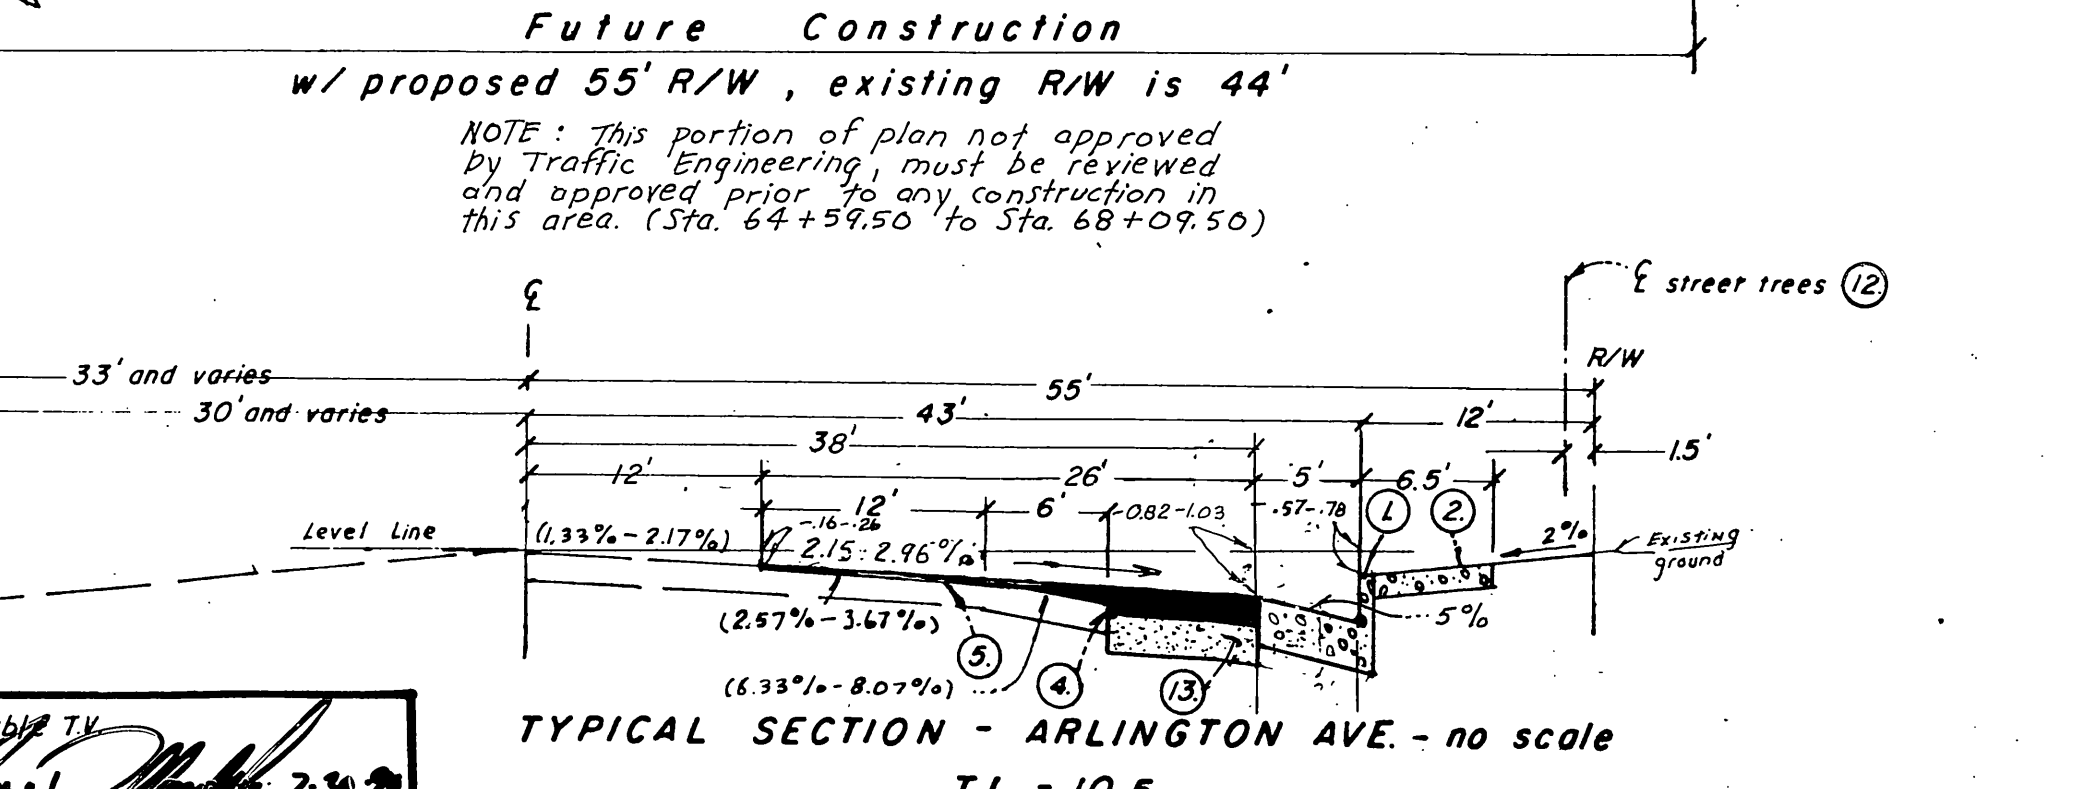 Future Construction
w/ proposed 55' R/W , existing R/W is 44'
NOTE : This portion of plan not approved
by Traffic Engineering, must be reviewed
and approved prior to any construction in
this area. (Sta. 64+59.50 to Sta. 68+09.50)
℄
℄ street trees 12.
R/W
33' and varies
55'
30' and varies
43'
12'
38'
1.5'
12'
26'
5'
6.5'
12'
6'
-0.82-1.03
-.57-.78
1.
2.
-.16-.26
Level Line
(1.33%-2.17%)
2.15-2.96%
2%
Existing
ground
(2.57%-3.67%)
5%
5.
(6.33%-8.07%)
4.
13.
TYPICAL SECTION - ARLINGTON AVE. - no scale
T.V.